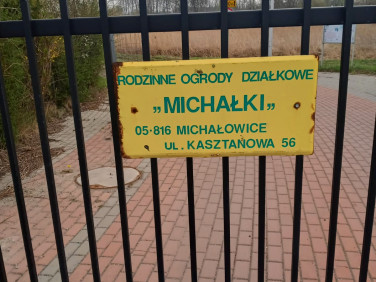 RODZINNE OGRODY DZIAŁKOWE
„MICHAŁKI"
05-816 MICHAŁOWICE
UL. KASZTANOWA 56